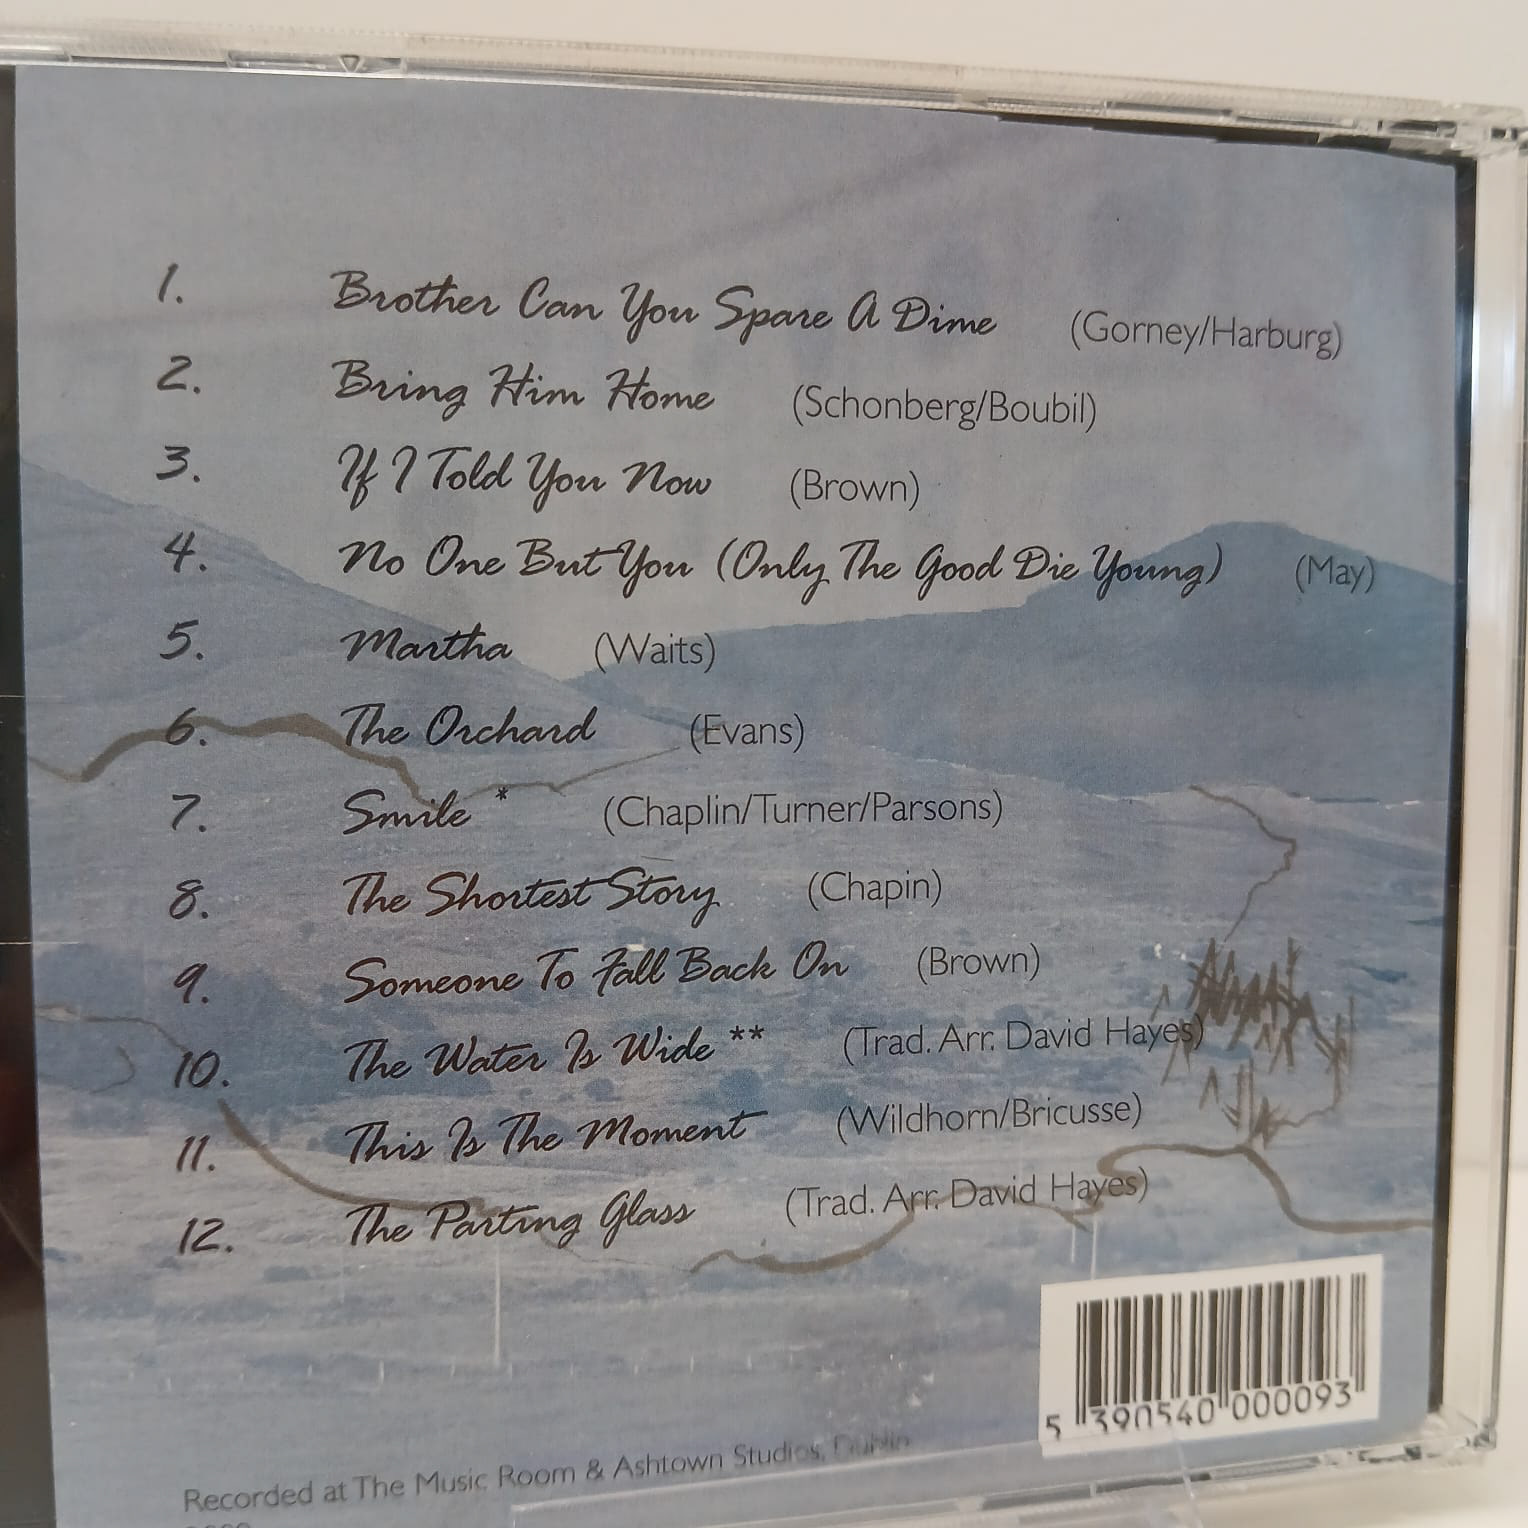 1. Brother Can You Spare A Dime (Gorney/Harburg)
2. Bring Him Home (Schonberg/Boubil)
3. If I Told You Now (Brown)
4. No One But You (Only The Good Die Young) (May)
5. Martha (Waits)
6. The Orchard (Evans)
7. Smile * (Chaplin/Turner/Parsons)
8. The Shortest Story (Chapin)
9. Someone To Fall Back On (Brown)
10. The Water Is Wide ** (Trad. Arr. David Hayes)
11. This Is The Moment (Wildhorn/Bricusse)
12. The Parting Glass (Trad. Arr. David Hayes)
5 390540 000093
Recorded at The Music Room & Ashtown Studios, Dublin